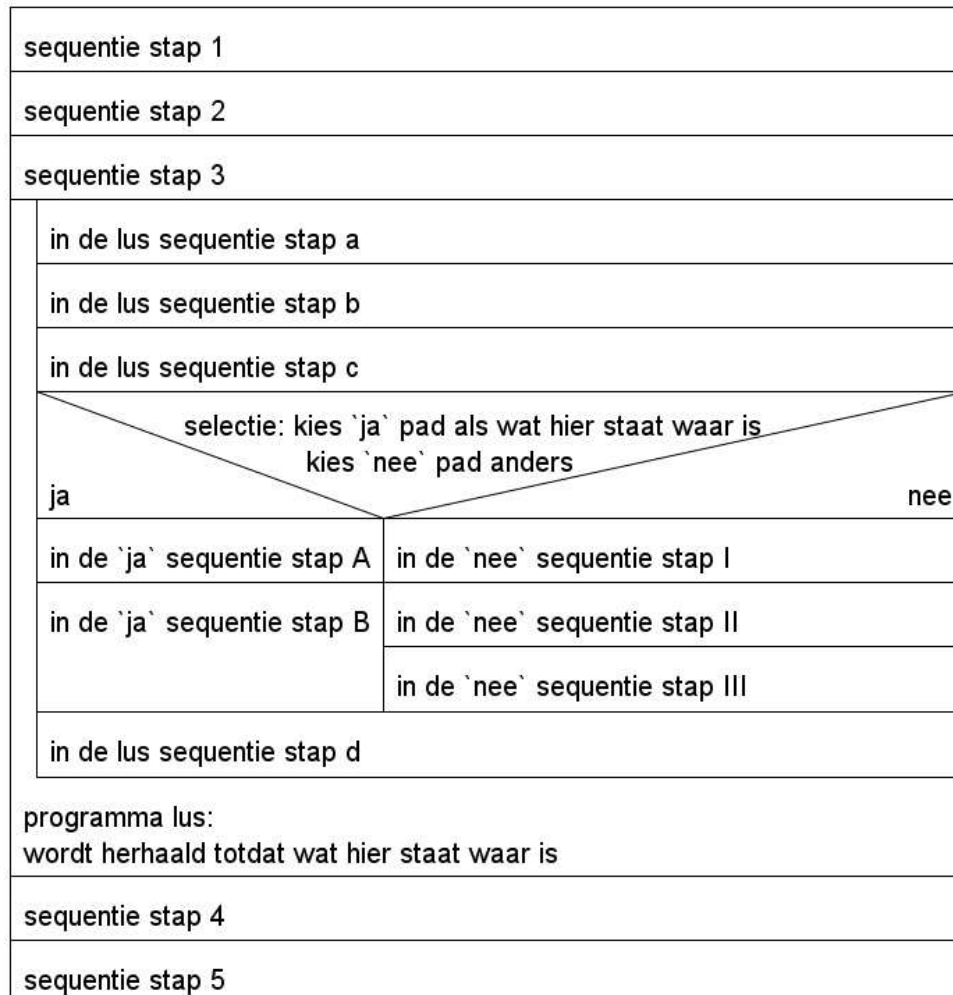 sequentie stap 1
sequentie stap 2
sequentie stap 3
in de lus sequentie stap a
in de lus sequentie stap b
in de lus sequentie stap c
selectie: kies `ja` pad als wat hier staat waar is
kies `nee` pad anders
ja
nee
in de `ja` sequentie stap A
in de `nee` sequentie stap I
in de `ja` sequentie stap B
in de `nee` sequentie stap II
in de `nee` sequentie stap III
in de lus sequentie stap d
programma lus:
wordt herhaald totdat wat hier staat waar is
sequentie stap 4
sequentie stap 5